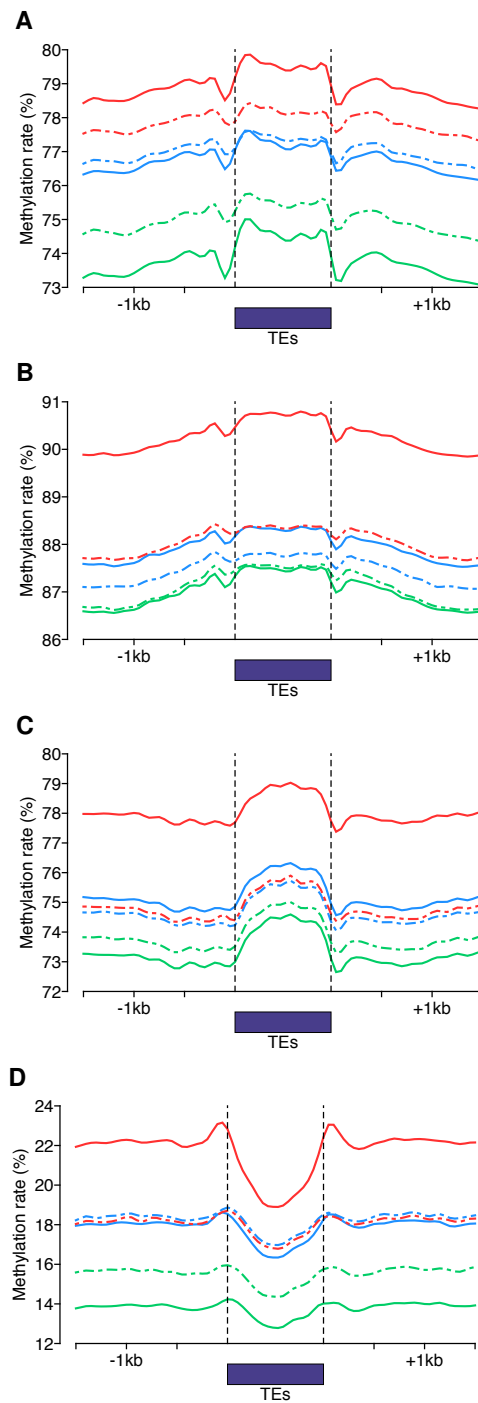 A
Methylation rate (%)
80
79
78
77
76
75
74
73
-1kb
+1kb
TEs
B
Methylation rate (%)
91
90
89
88
87
86
-1kb
+1kb
TEs
C
Methylation rate (%)
80
79
78
77
76
75
74
73
72
-1kb
+1kb
TEs
D
Methylation rate (%)
24
22
20
18
16
14
12
-1kb
+1kb
TEs